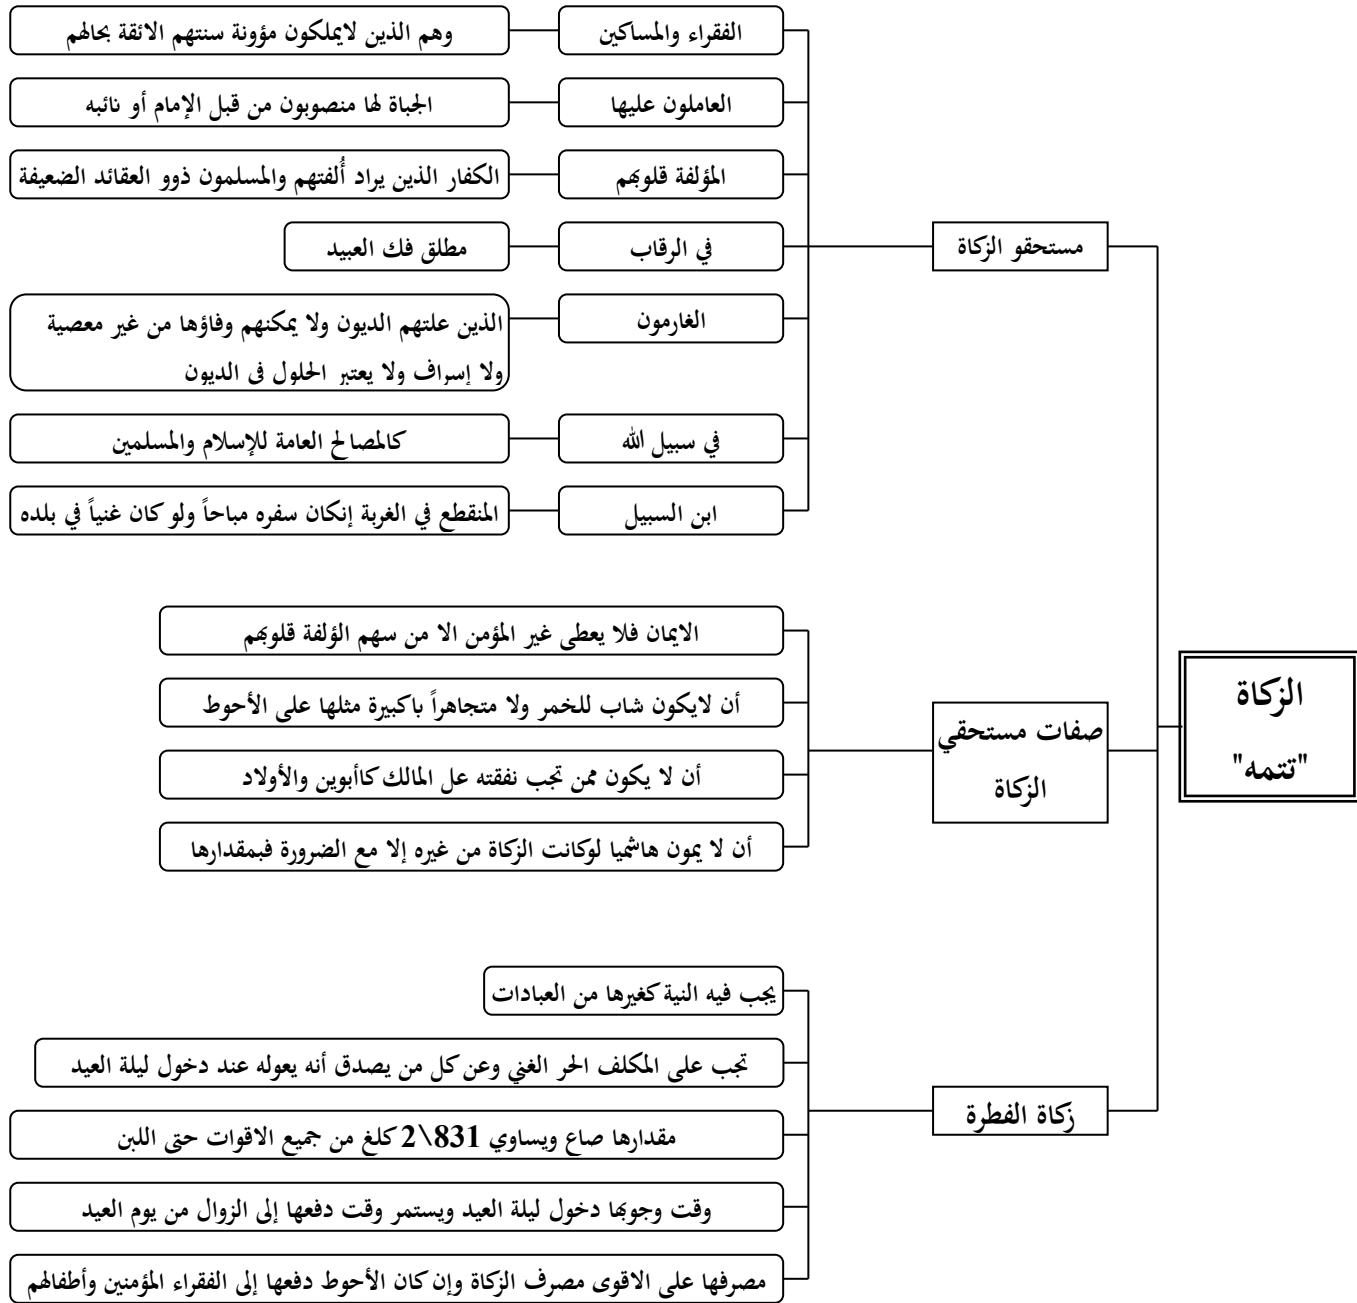 الزكاة
"تتمه"
مستحقو الزكاة
الفقراء والمساكين
وهم الذين لايملكون مؤونة سنتهم الائقة بحالهم
العاملون عليها
الجباة لها منصوبون من قبل الإمام أو نائبه
المؤلفة قلوبهم
الكفار الذين يراد أُلفتهم والمسلمون ذوو العقائد الضعيفة
في الرقاب
مطلق فك العبيد
الغارمون
الذين علتهم الديون ولا يمكنهم وفاؤها من غير معصية
ولا إسراف ولا يعتبر الحلول في الديون
في سبيل الله
كالمصالح العامة للإسلام والمسلمين
ابن السبيل
المنقطع في الغربة إنكان سفره مباحاً ولو كان غنياً في بلده
صفات مستحقي
الزكاة
الايمان فلا يعطى غير المؤمن الا من سهم الؤلفة قلوبهم
أن لايكون شاب للخمر ولا متجاهراً باكبيرة مثلها على الأحوط
أن لا يكون ممن تجب نفقته عل المالك كاأبوين والأولاد
أن لا يمون هاشميا لوكانت الزكاة من غيره إلا مع الضرورة فبمقدارها
زكاة الفطرة
يجب فيه النية كغيرها من العبادات
تجب على المكلف الحر الغني وعن كل من يصدق أنه يعوله عند دخول ليلة العيد
مقدارها صاع ويساوي 831\2 كلغ من جميع الاقوات حتى اللبن
وقت وجوبها دخول ليلة العيد ويستمر وقت دفعها إلى الزوال من يوم العيد
مصرفها على الاقوى مصرف الزكاة وإن كان الأحوط دفعها إلى الفقراء المؤمنين وأطفالهم